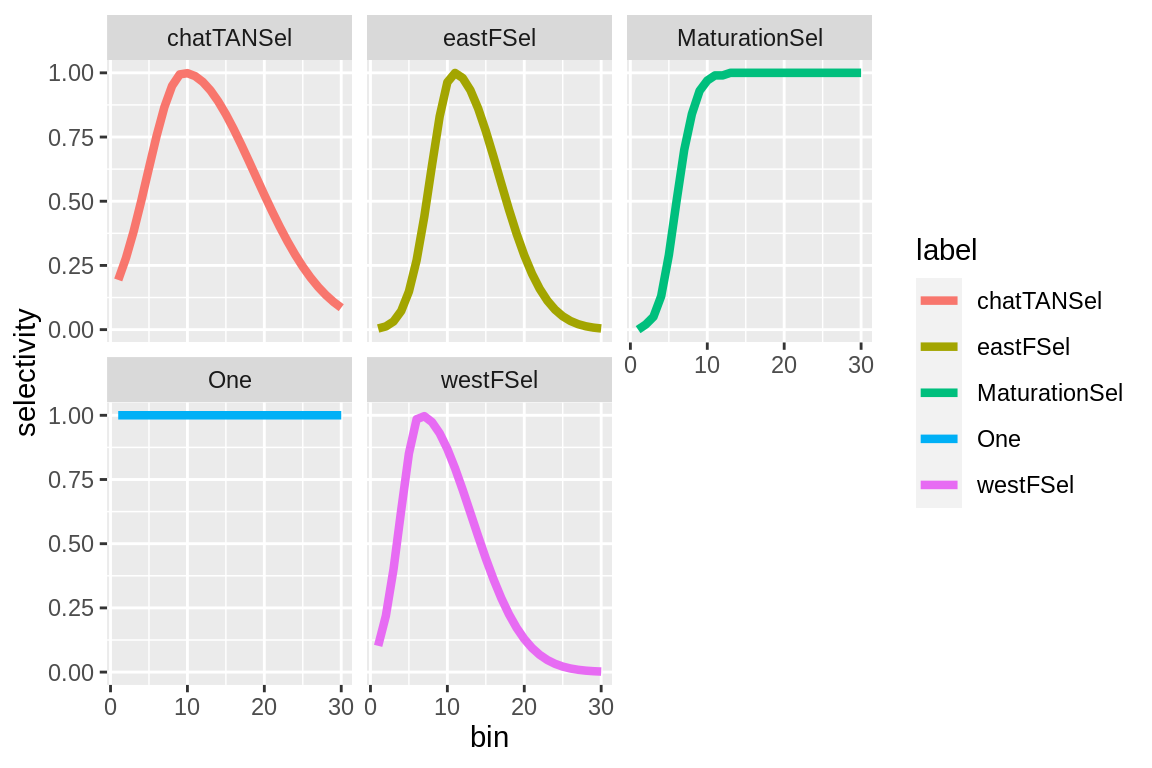 chatTANSel eastFSel MaturationSel
1.00
0.75
0.50
0.25
0.00
0 10 20 30
One westFSel
1.00
0.75
0.50
0.25
0.00
0 10 20 30 0 10 20 30
selectivity
bin
label
chatTANSel
eastFSel
MaturationSel
One
westFSel